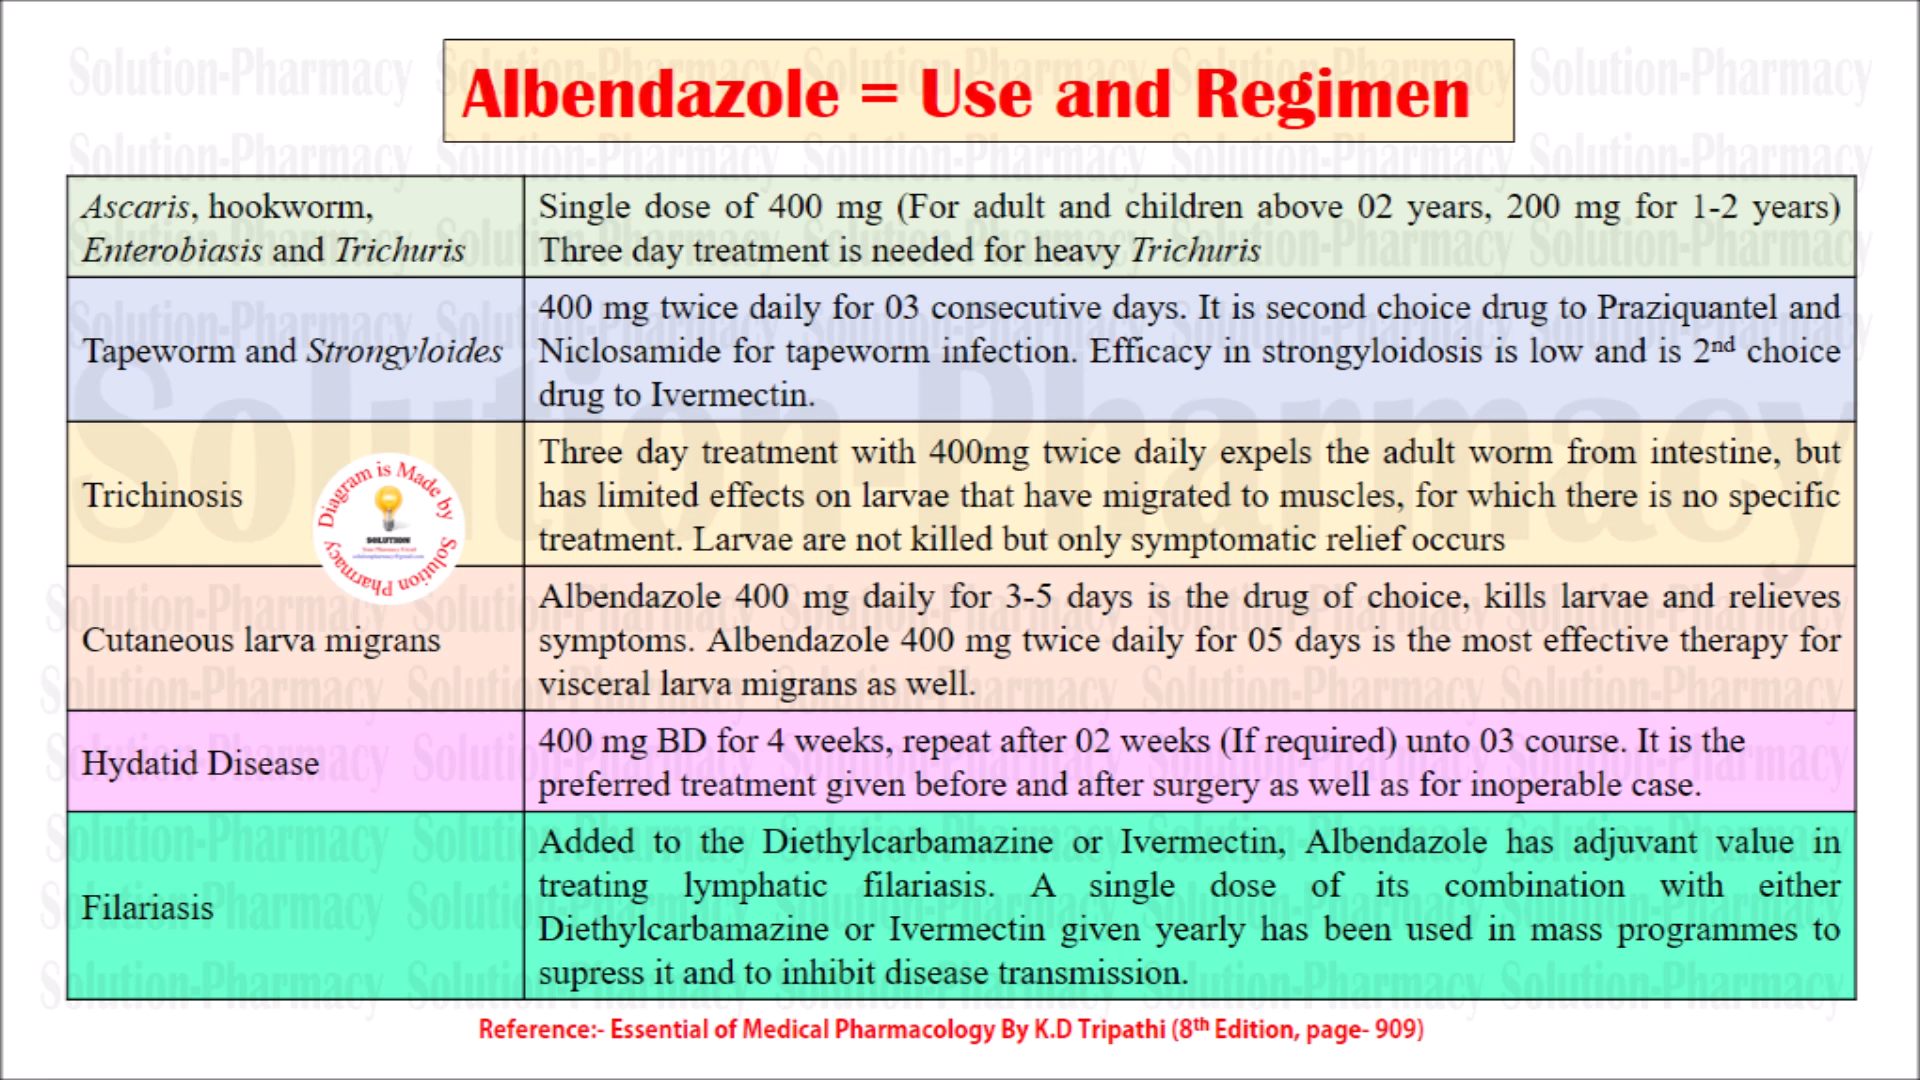 Albendazole = Use and Regimen
Ascaris, hookworm,
Enterobiasis and Trichuris
Single dose of 400 mg (For adult and children above 02 years, 200 mg for 1-2 years)
Three day treatment is needed for heavy Trichuris
Tapeworm and Strongyloides
400 mg twice daily for 03 consecutive days. It is second choice drug to Praziquantel and
Niclosamide for tapeworm infection. Efficacy in strongyloidosis is low and is 2nd choice
drug to Ivermectin.
Trichinosis
Three day treatment with 400mg twice daily expels the adult worm from intestine, but
has limited effects on larvae that have migrated to muscles, for which there is no specific
treatment. Larvae are not killed but only symptomatic relief occurs
Diagram is Made by Solution Pharmacy
SOLUTION
Cutaneous larva migrans
Albendazole 400 mg daily for 3-5 days is the drug of choice, kills larvae and relieves
symptoms. Albendazole 400 mg twice daily for 05 days is the most effective therapy for
visceral larva migrans as well.
Hydatid Disease
400 mg BD for 4 weeks, repeat after 02 weeks (If required) unto 03 course. It is the
preferred treatment given before and after surgery as well as for inoperable case.
Filariasis
Added to the Diethylcarbamazine or Ivermectin, Albendazole has adjuvant value in
treating lymphatic filariasis. A single dose of its combination with either
Diethylcarbamazine or Ivermectin given yearly has been used in mass programmes to
supress it and to inhibit disease transmission.
Reference:- Essential of Medical Pharmacology By K.D Tripathi (8th Edition, page- 909)
Solution-Pharmacy